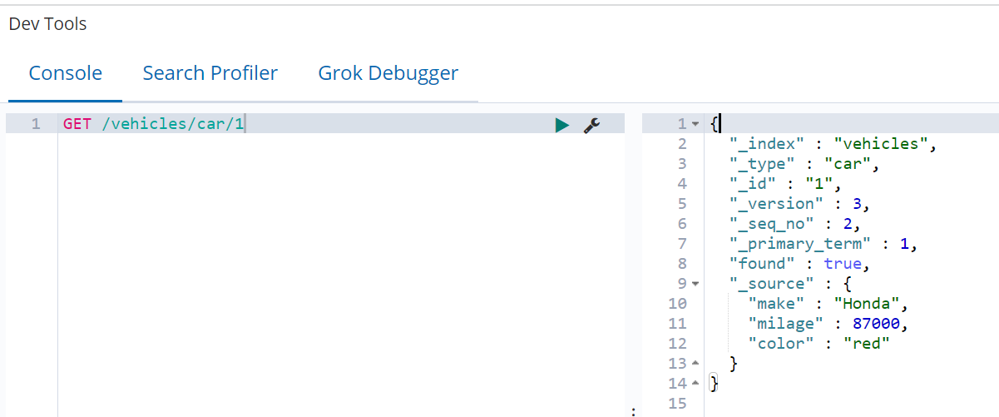 Dev Tools
Console Search Profiler Grok Debugger
1 GET /vehicles/car/1
1 {
2 "_index" : "vehicles",
3 "_type" : "car",
4 "_id" : "1",
5 "_version" : 3,
6 "_seq_no" : 2,
7 "_primary_term" : 1,
8 "found" : true,
9 "_source" : {
10 "make" : "Honda",
11 "milage" : 87000,
12 "color" : "red"
13 }
14 }
15